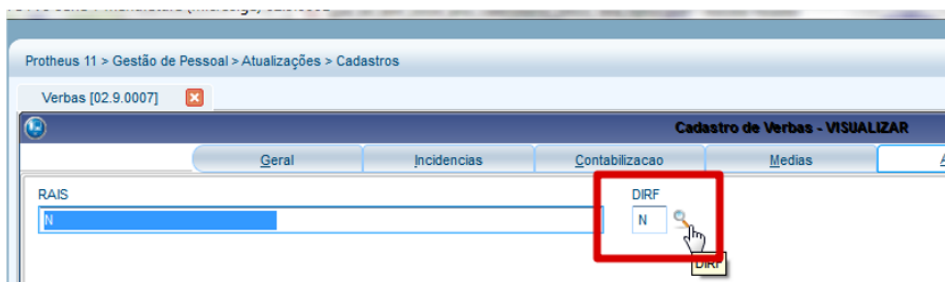 Protheus 11 > Gestão de Pessoal > Atualizações > Cadastros
Verbas [02.9.0007]
Cadastro de Verbas - VISUALIZAR
Geral Incidencias Contabilizacao Medias A
RAIS DIRF
N N
DIRF